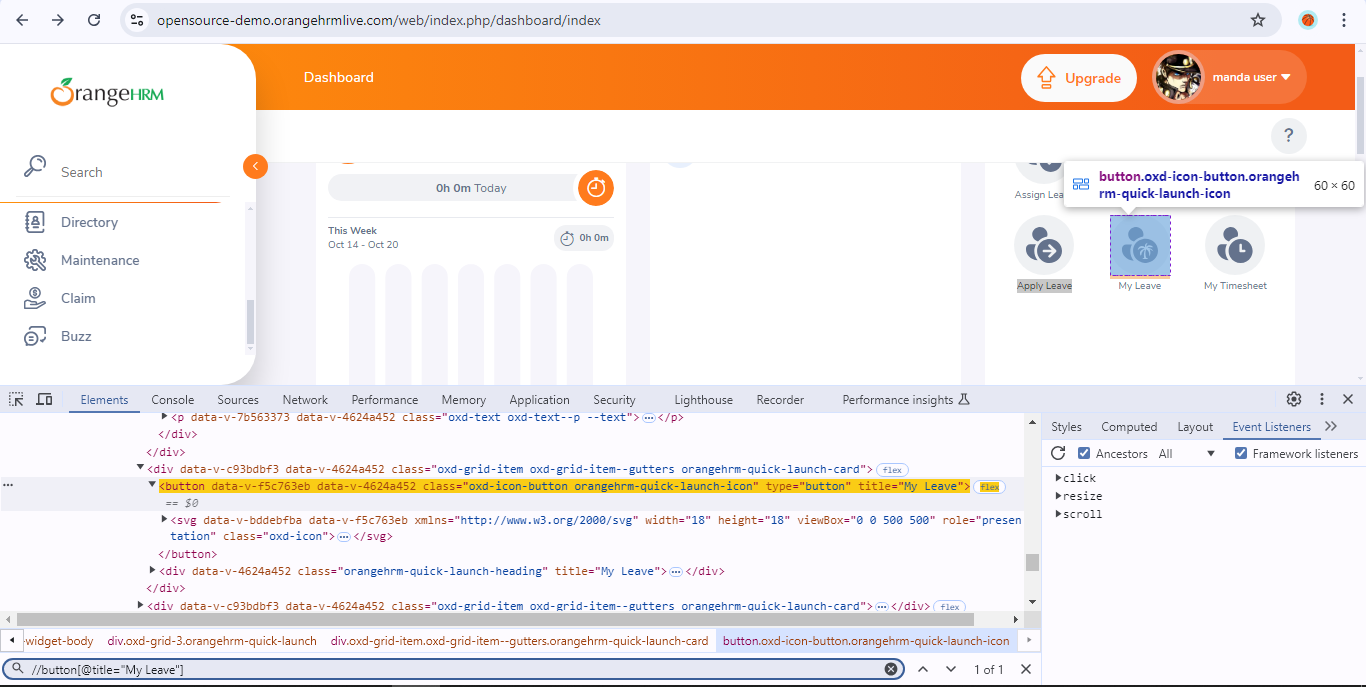 opensource-demo.orangehrmlive.com/web/index.php/dashboard/index
OrangeHRM
Dashboard
Upgrade
manda user
?
Search
Directory
Maintenance
Claim
Buzz
0h 0m Today
This Week
Oct 14 - Oct 20
0h 0m
Assign Lea
button.oxd-icon-button.orangeh
rm-quick-launch-icon
60 × 60
Apply Leave
My Leave
My Timesheet
Elements
Console
Sources
Network
Performance
Memory
Application
Security
Lighthouse
Recorder
Performance insights
<p data-v-7b563373 data-v-4624a452 class="oxd-text oxd-text--p --text">…</p>
</div>
</div>
<div data-v-c93bdbf3 data-v-4624a452 class="oxd-grid-item oxd-grid-item--gutters orangehrm-quick-launch-card"> flex
… <button data-v-f5c763eb data-v-4624a452 class="oxd-icon-button orangehrm-quick-launch-icon" type="button" title="My Leave"> flex
== $0
<svg data-v-bddebfba data-v-f5c763eb xmlns="http://www.w3.org/2000/svg" width="18" height="18" viewBox="0 0 500 500" role="presen
tation" class="oxd-icon">…</svg>
</button>
<div data-v-4624a452 class="orangehrm-quick-launch-heading" title="My Leave">…</div>
</div>
<div data-v-c93bdbf3 data-v-4624a452 class="oxd-grid-item oxd-grid-item--gutters orangehrm-quick-launch-card">…</div> flex
-widget-body div.oxd-grid-3.orangehrm-quick-launch div.oxd-grid-item.oxd-grid-item--gutters.orangehrm-quick-launch-card button.oxd-icon-button.orangehrm-quick-launch-icon
//button[@title="My Leave"]
1 of 1
Styles
Computed
Layout
Event Listeners
Ancestors All
Framework listeners
click
resize
scroll